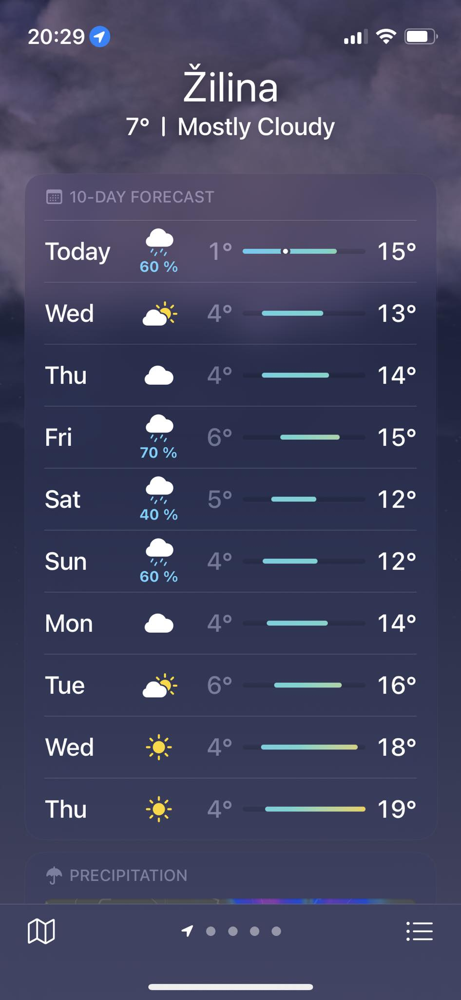 20:29
Žilina
7° | Mostly Cloudy
10-DAY FORECAST
Today 60 % 1° 15°
Wed 4° 13°
Thu 4° 14°
Fri 70 % 6° 15°
Sat 40 % 5° 12°
Sun 60 % 4° 12°
Mon 4° 14°
Tue 6° 16°
Wed 4° 18°
Thu 4° 19°
PRECIPITATION